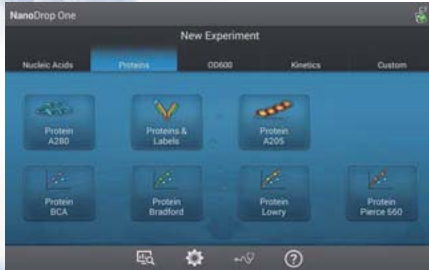 NanoDrop One
New Experiment
Nucleic Acids Proteins OD600 Kinetics Custom
Protein
A280
Proteins &
Labels
Protein
A205
Protein
BCA
Protein
Bradford
Protein
Lowry
Protein
Pierce 660